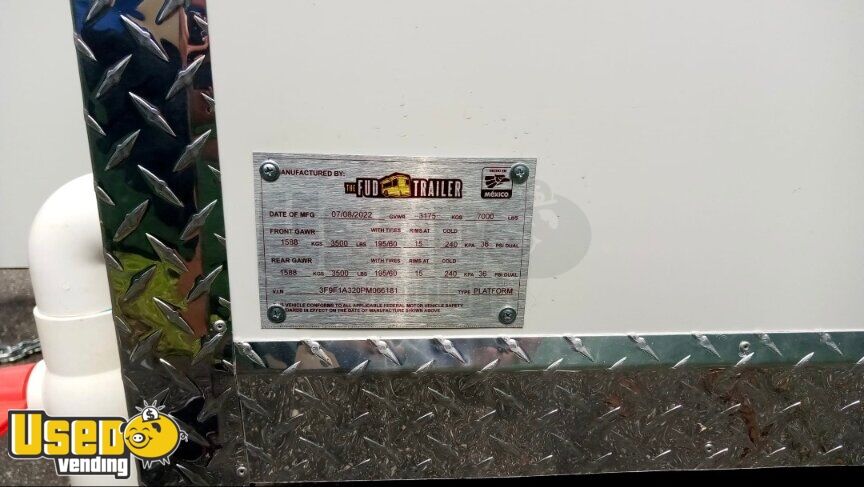 MANUFACTURED BY:
THE FUD TRAILER
HECHO EN MÉXICO
DATE OF MFG 07/08/2022 GVWR 3175 KGS 7000 LBS
FRONT GAWR WITH TIRES RIMS AT COLD
1588 KGS 3500 LBS 195/60 15 240 KPA 36 PSI DUAL
REAR GAWR WITH TIRES RIMS AT COLD
1588 KGS 3500 LBS 195/60 15 240 KPA 36 PSI DUAL
V.I.N 3F9F1A320PM066181 TYPE PLATFORM
VEHICLE CONFORMS TO ALL APPLICABLE FEDERAL MOTOR VEHICLE SAFETY
IN EFFECT ON THE DATE OF MANUFACTURE SHOWN ABOVE
Used
vending